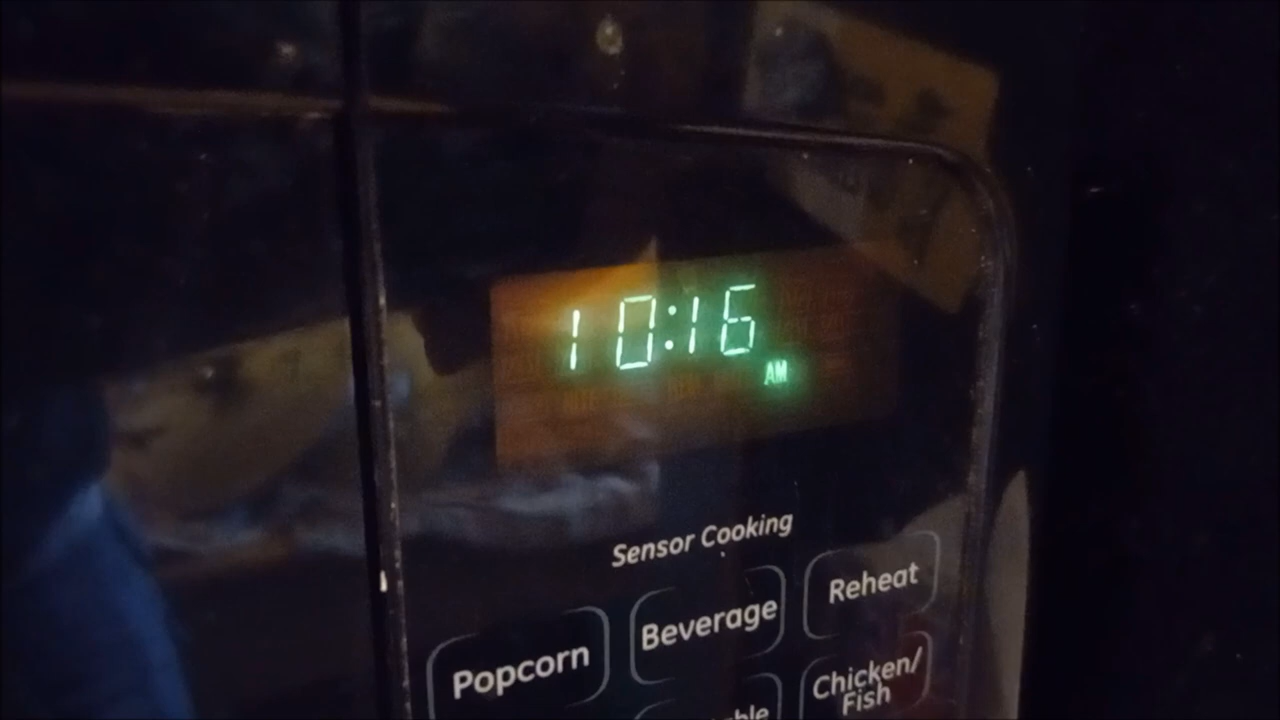 10:16
AM
Sensor Cooking
Popcorn
Beverage
Reheat
Chicken/
Fish